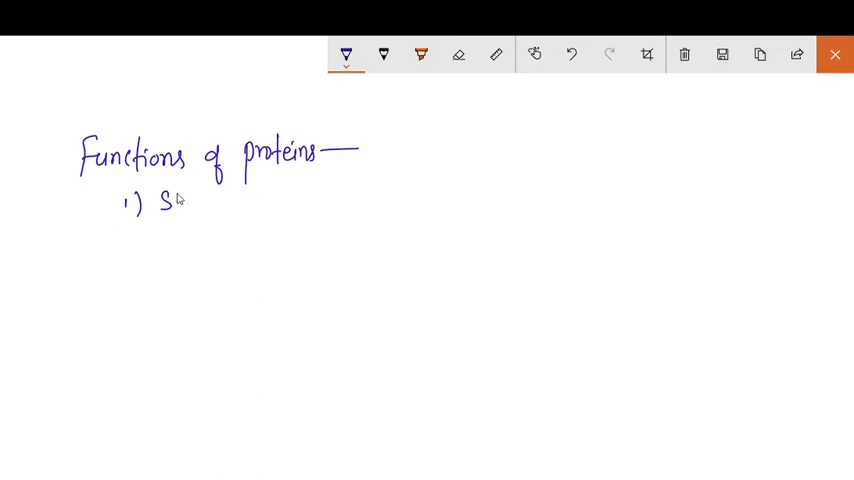 Functions of proteins —
1) S